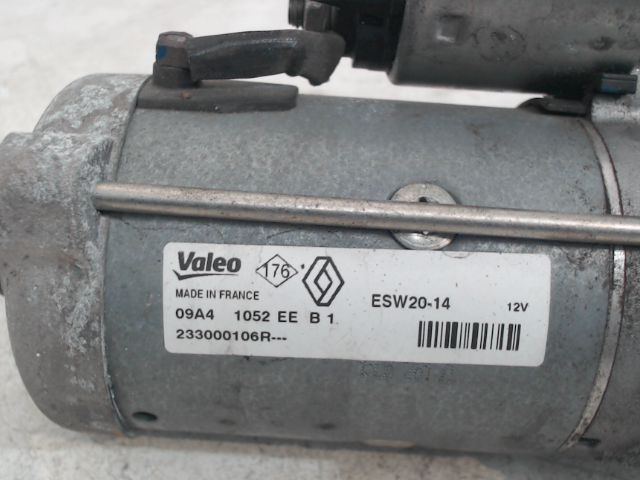 Valeo 176 * ESW20-14 12V
MADE IN FRANCE
09A4 1052 EE B 1
233000106R---